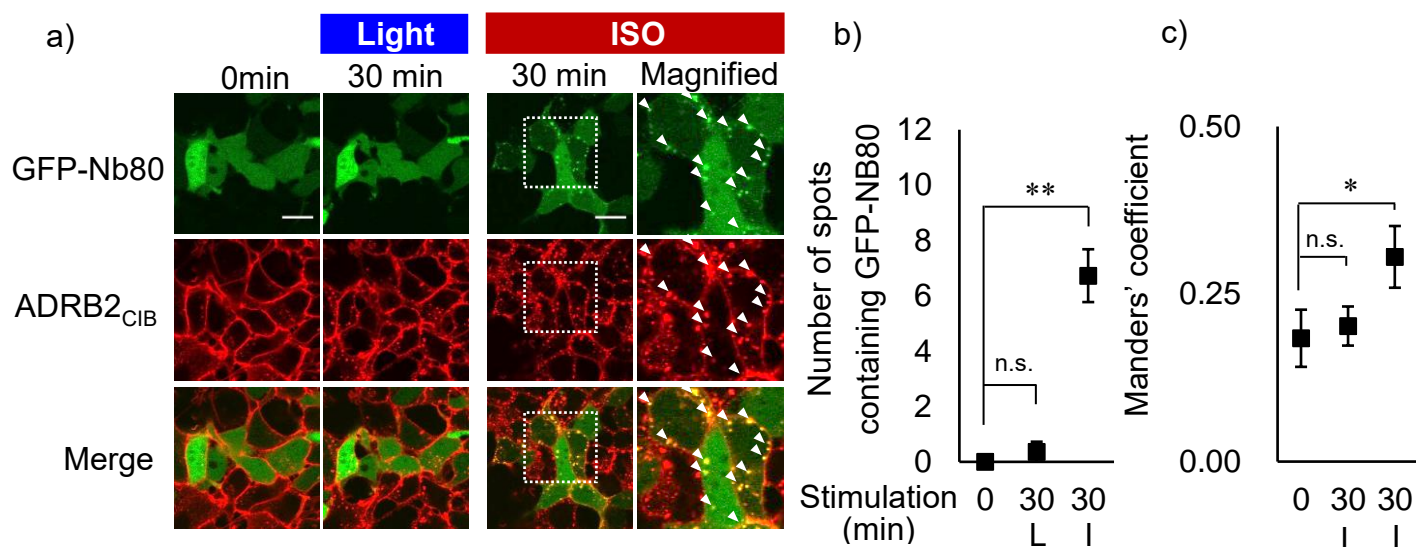 a)
Light
ISO
0min
30 min
30 min
Magnified
GFP-Nb80
ADRB2CIB
Merge
b)
Number of spots
containing GFP-NB80
12
10
8
6
4
2
0
**
n.s.
Stimulation
(min)
0
30
30
L
I
c)
Manders' coefficient
0.50
0.25
0.00
*
n.s.
0
30
30
I